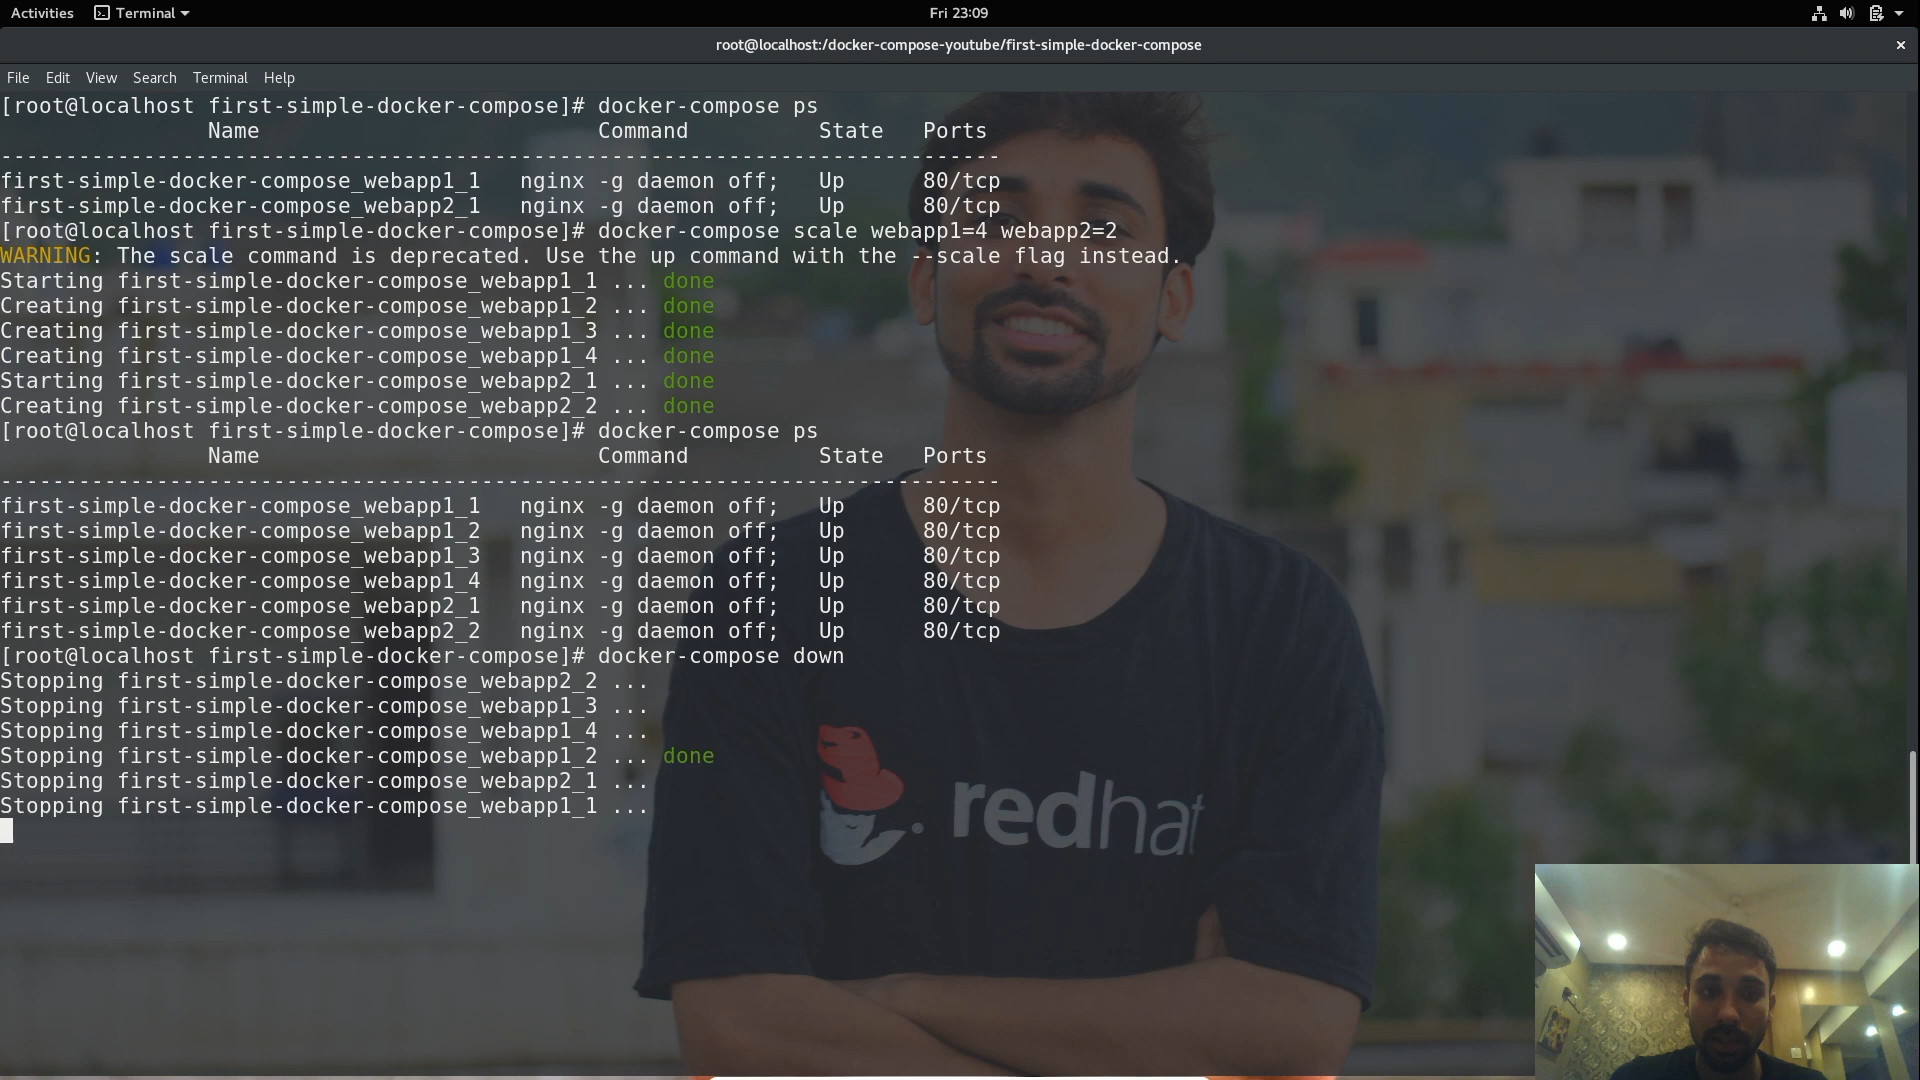 Activities Terminal Fri 23:09
root@localhost:/docker-compose-youtube/first-simple-docker-compose
File Edit View Search Terminal Help
[root@localhost first-simple-docker-compose]# docker-compose ps
Name Command State Ports
-----------------------------------------------------------------------------
first-simple-docker-compose_webapp1_1 nginx -g daemon off; Up 80/tcp
first-simple-docker-compose_webapp2_1 nginx -g daemon off; Up 80/tcp
[root@localhost first-simple-docker-compose]# docker-compose scale webapp1=4 webapp2=2
WARNING: The scale command is deprecated. Use the up command with the --scale flag instead.
Starting first-simple-docker-compose_webapp1_1 ... done
Creating first-simple-docker-compose_webapp1_2 ... done
Creating first-simple-docker-compose_webapp1_3 ... done
Creating first-simple-docker-compose_webapp1_4 ... done
Starting first-simple-docker-compose_webapp2_1 ... done
Creating first-simple-docker-compose_webapp2_2 ... done
[root@localhost first-simple-docker-compose]# docker-compose ps
Name Command State Ports
-----------------------------------------------------------------------------
first-simple-docker-compose_webapp1_1 nginx -g daemon off; Up 80/tcp
first-simple-docker-compose_webapp1_2 nginx -g daemon off; Up 80/tcp
first-simple-docker-compose_webapp1_3 nginx -g daemon off; Up 80/tcp
first-simple-docker-compose_webapp1_4 nginx -g daemon off; Up 80/tcp
first-simple-docker-compose_webapp2_1 nginx -g daemon off; Up 80/tcp
first-simple-docker-compose_webapp2_2 nginx -g daemon off; Up 80/tcp
[root@localhost first-simple-docker-compose]# docker-compose down
Stopping first-simple-docker-compose_webapp2_2 ...
Stopping first-simple-docker-compose_webapp1_3 ...
Stopping first-simple-docker-compose_webapp1_4 ...
Stopping first-simple-docker-compose_webapp1_2 ... done
Stopping first-simple-docker-compose_webapp2_1 ...
Stopping first-simple-docker-compose_webapp1_1 ...
redhat